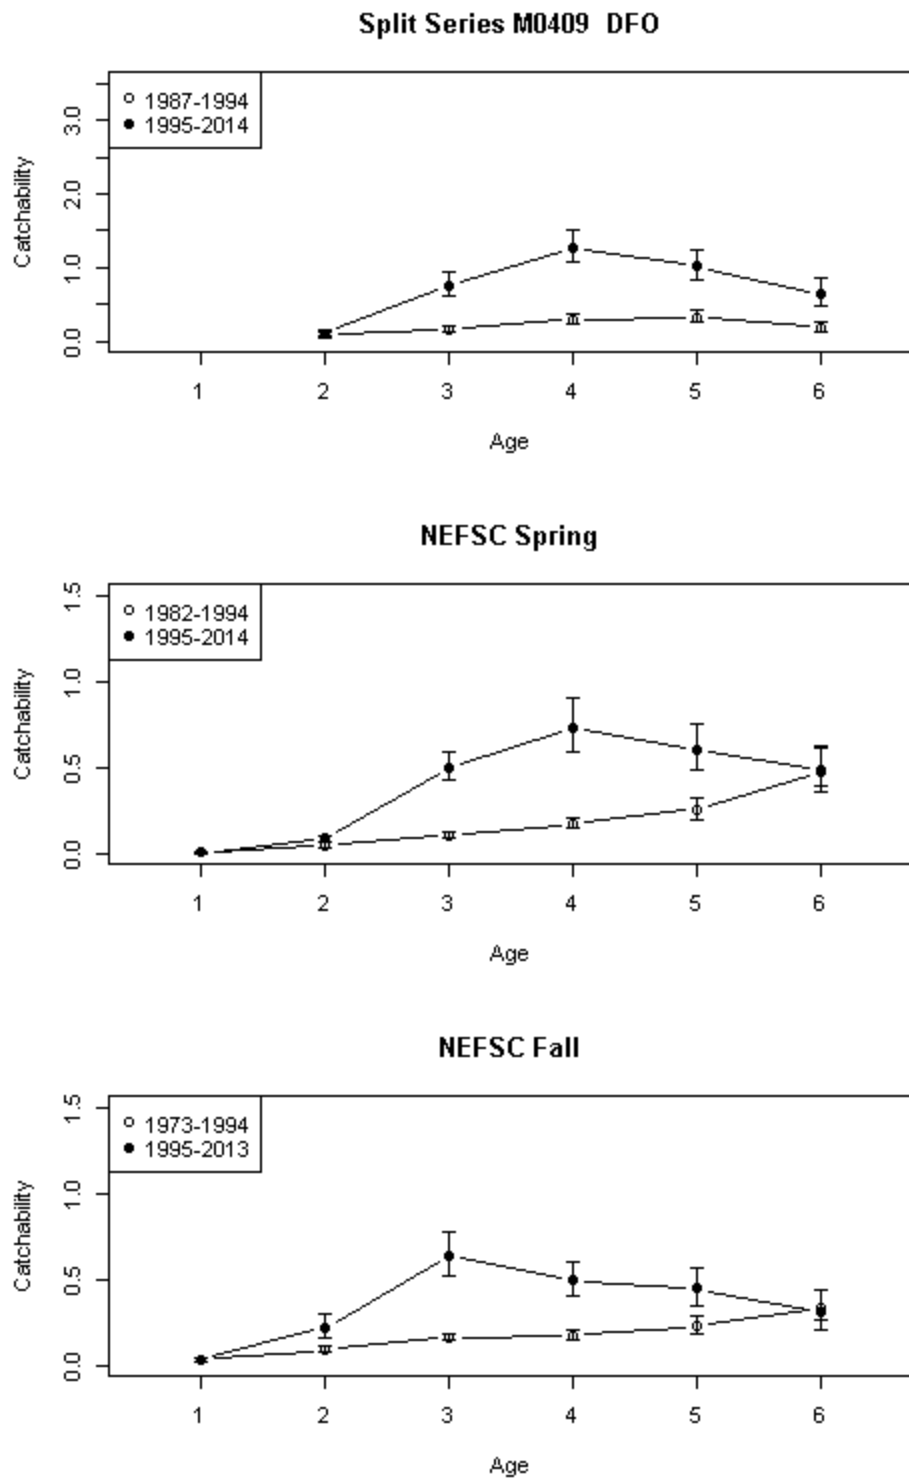 Split Series M0409 DFO
1987-1994
1995-2014
Catchability
3.0
2.0
1.0
0.0
1 2 3 4 5 6
Age
NEFSC Spring
1982-1994
1995-2014
Catchability
1.5
1.0
0.5
0.0
1 2 3 4 5 6
Age
NEFSC Fall
1973-1994
1995-2013
Catchability
1.5
1.0
0.5
0.0
1 2 3 4 5 6
Age